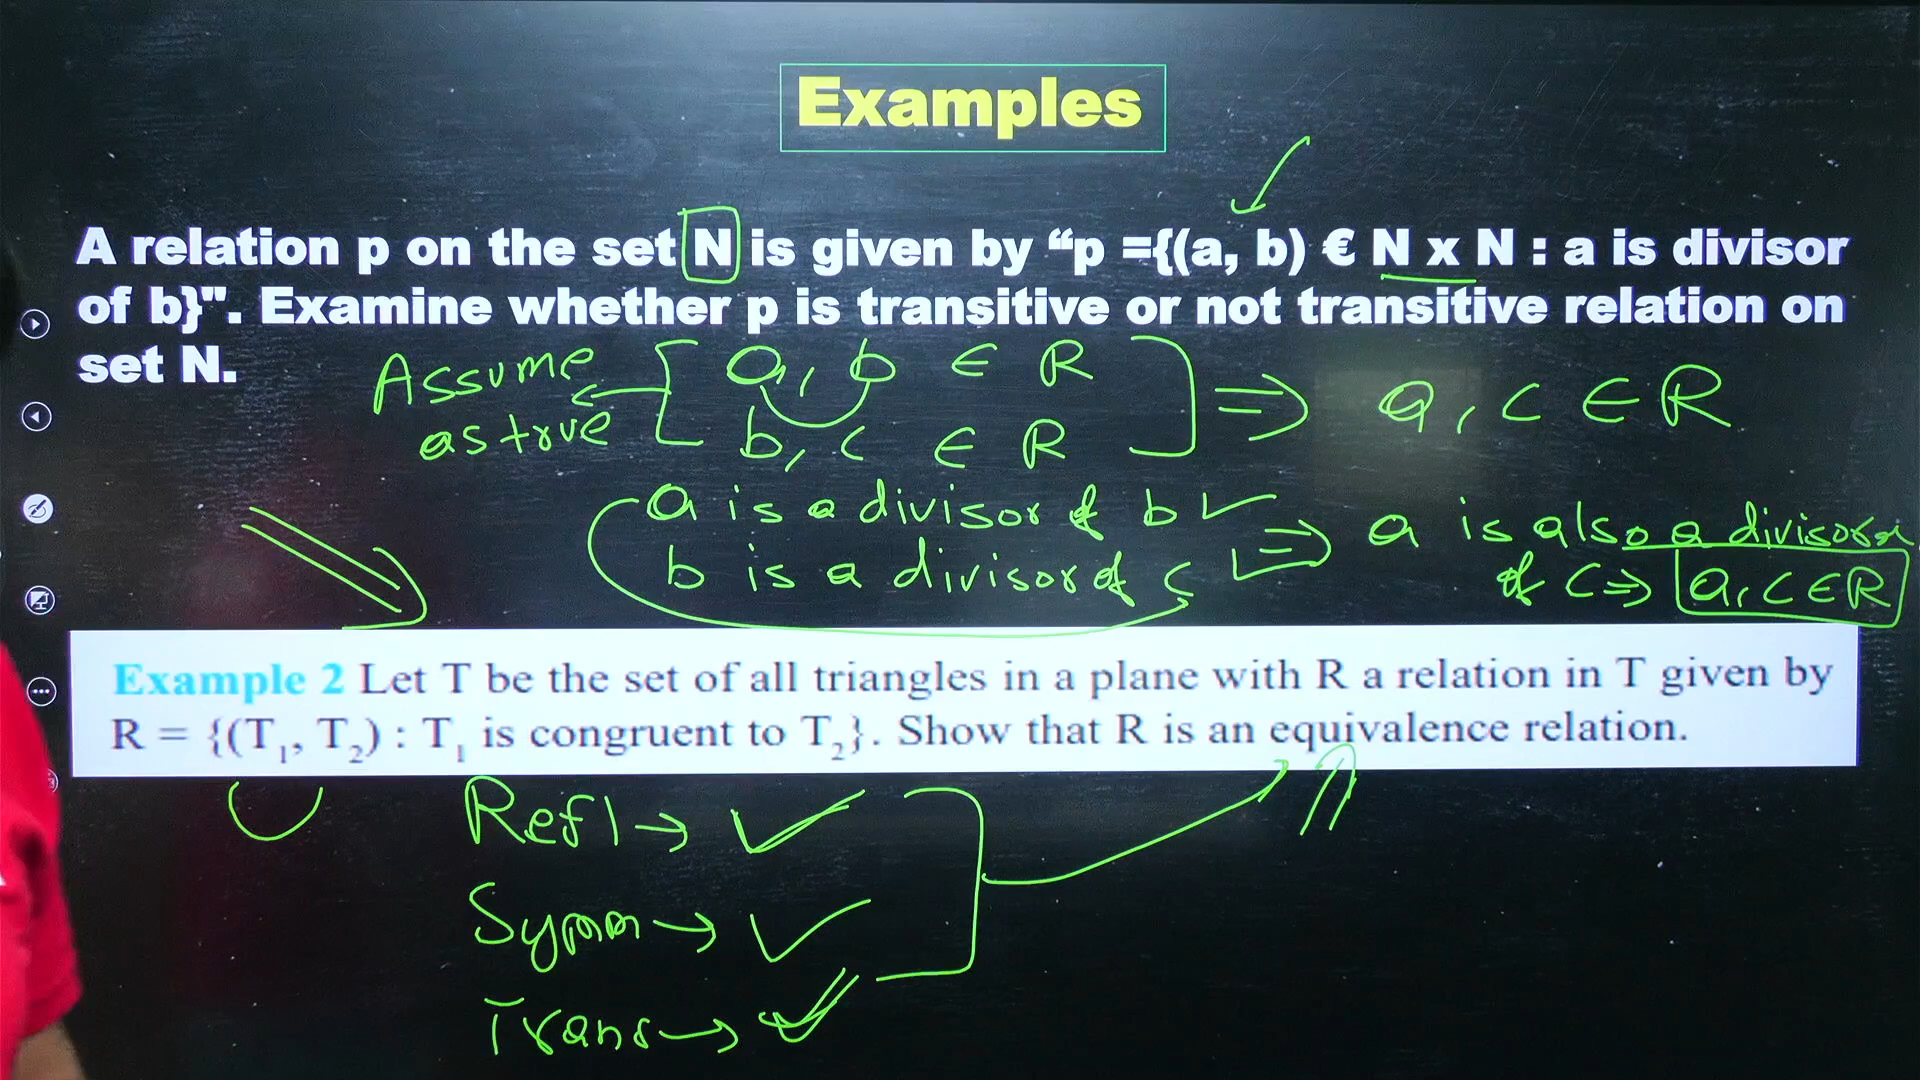 Examples
A relation p on the set N is given by “p ={(a, b) € N x N : a is divisor
of b}". Examine whether p is transitive or not transitive relation on
set N.
Assume
as true
a, b ∈ R
b, c ∈ R
⇒ a, c ∈ R
a is a divisor of b ✓
b is a divisor of c ✓
⇒ a is also a divisor
of c ⇒ a, c ∈ R
Example 2 Let T be the set of all triangles in a plane with R a relation in T given by
R = {(T₁, T₂) : T₁ is congruent to T₂}. Show that R is an equivalence relation.
Refl → ✓
Symm → ✓
Trans → ✓